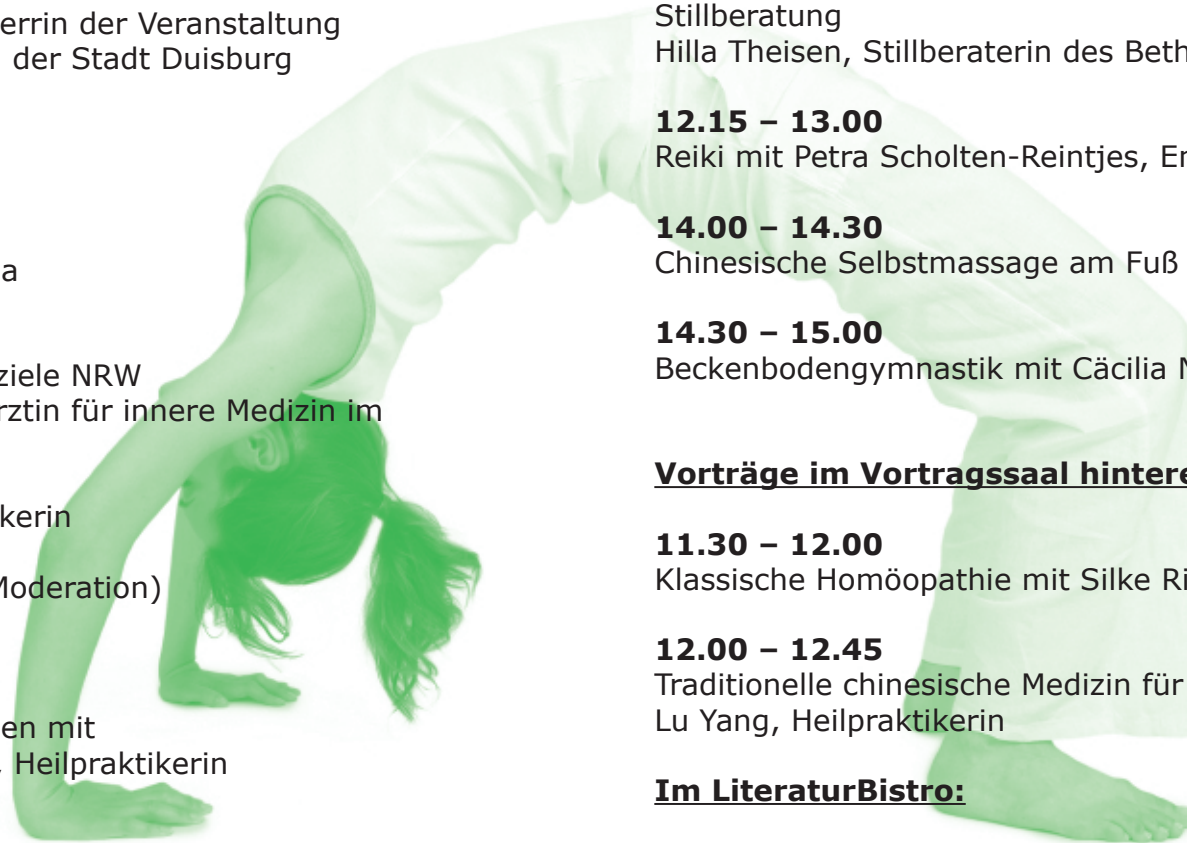 errin der Veranstaltung
der Stadt Duisburg
a
ziele NRW
rztin für innere Medizin im
kerin
Moderation)
en mit
, Heilpraktikerin
Stillberatung
Hilla Theisen, Stillberaterin des Beth
12.15 – 13.00
Reiki mit Petra Scholten-Reintjes, En
14.00 – 14.30
Chinesische Selbstmassage am Fuß
14.30 – 15.00
Beckenbodengymnastik mit Cäcilia N
Vorträge im Vortragssaal hintere
11.30 – 12.00
Klassische Homöopathie mit Silke Ri
12.00 – 12.45
Traditionelle chinesische Medizin für
Lu Yang, Heilpraktikerin
Im LiteraturBistro: